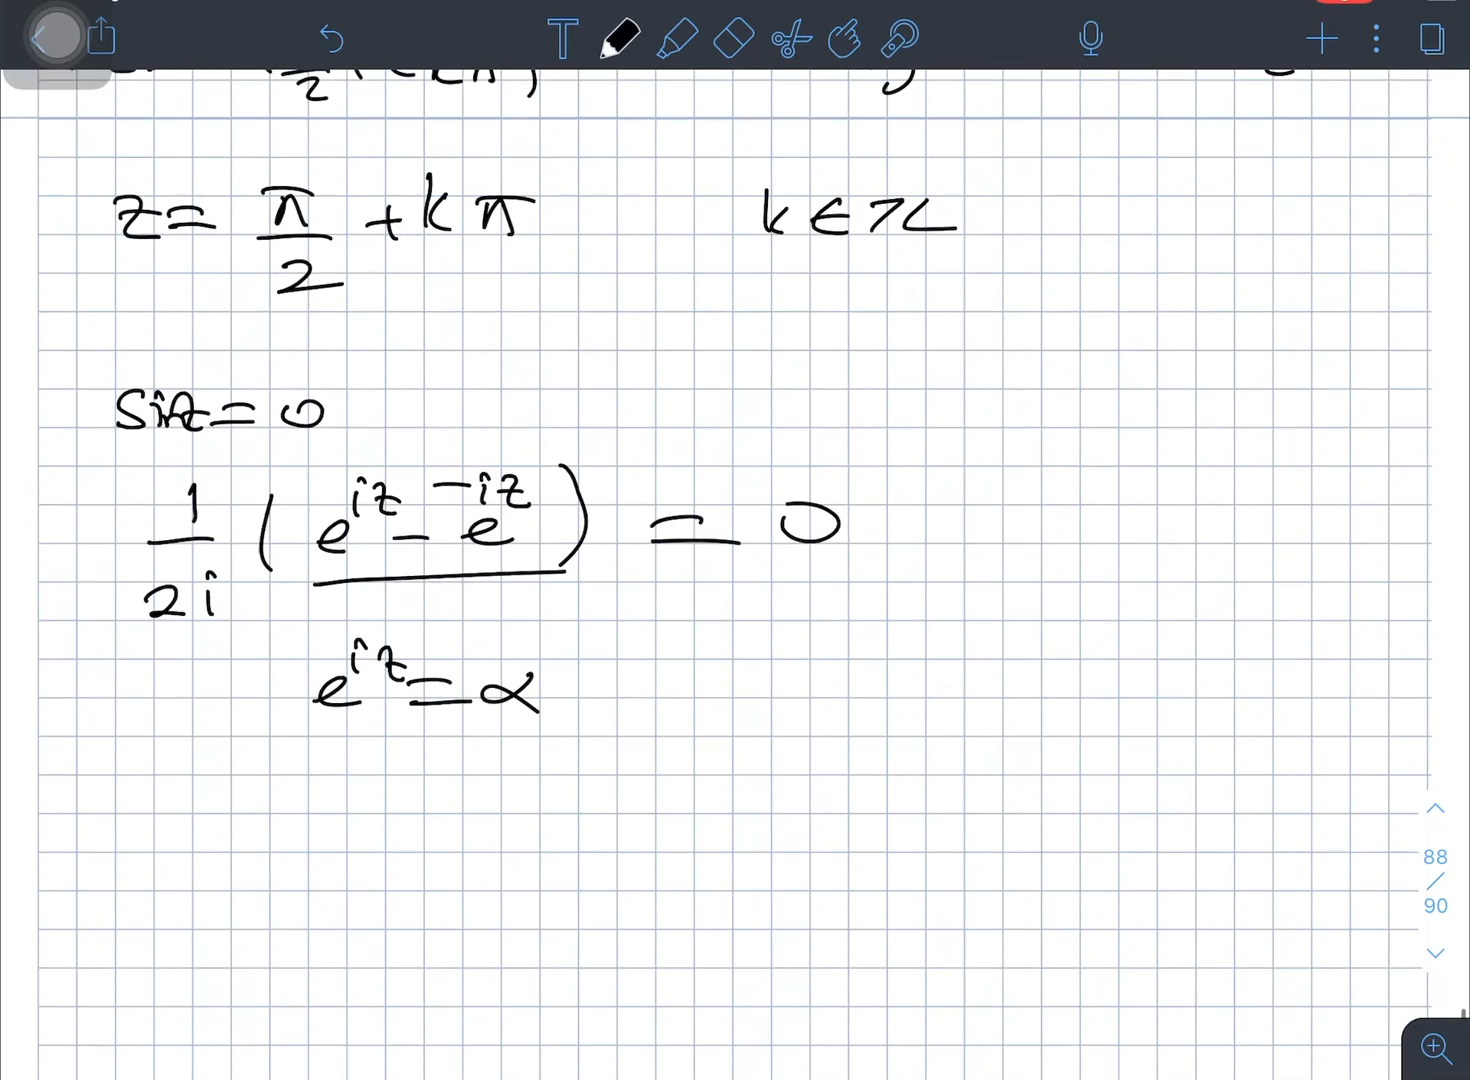 z = π/2 + kπ k ∈ ℤ
Sin z = 0
1/2i ( e^{iz} - e^{-iz} ) = 0
e^{iz} = α
88
/
90